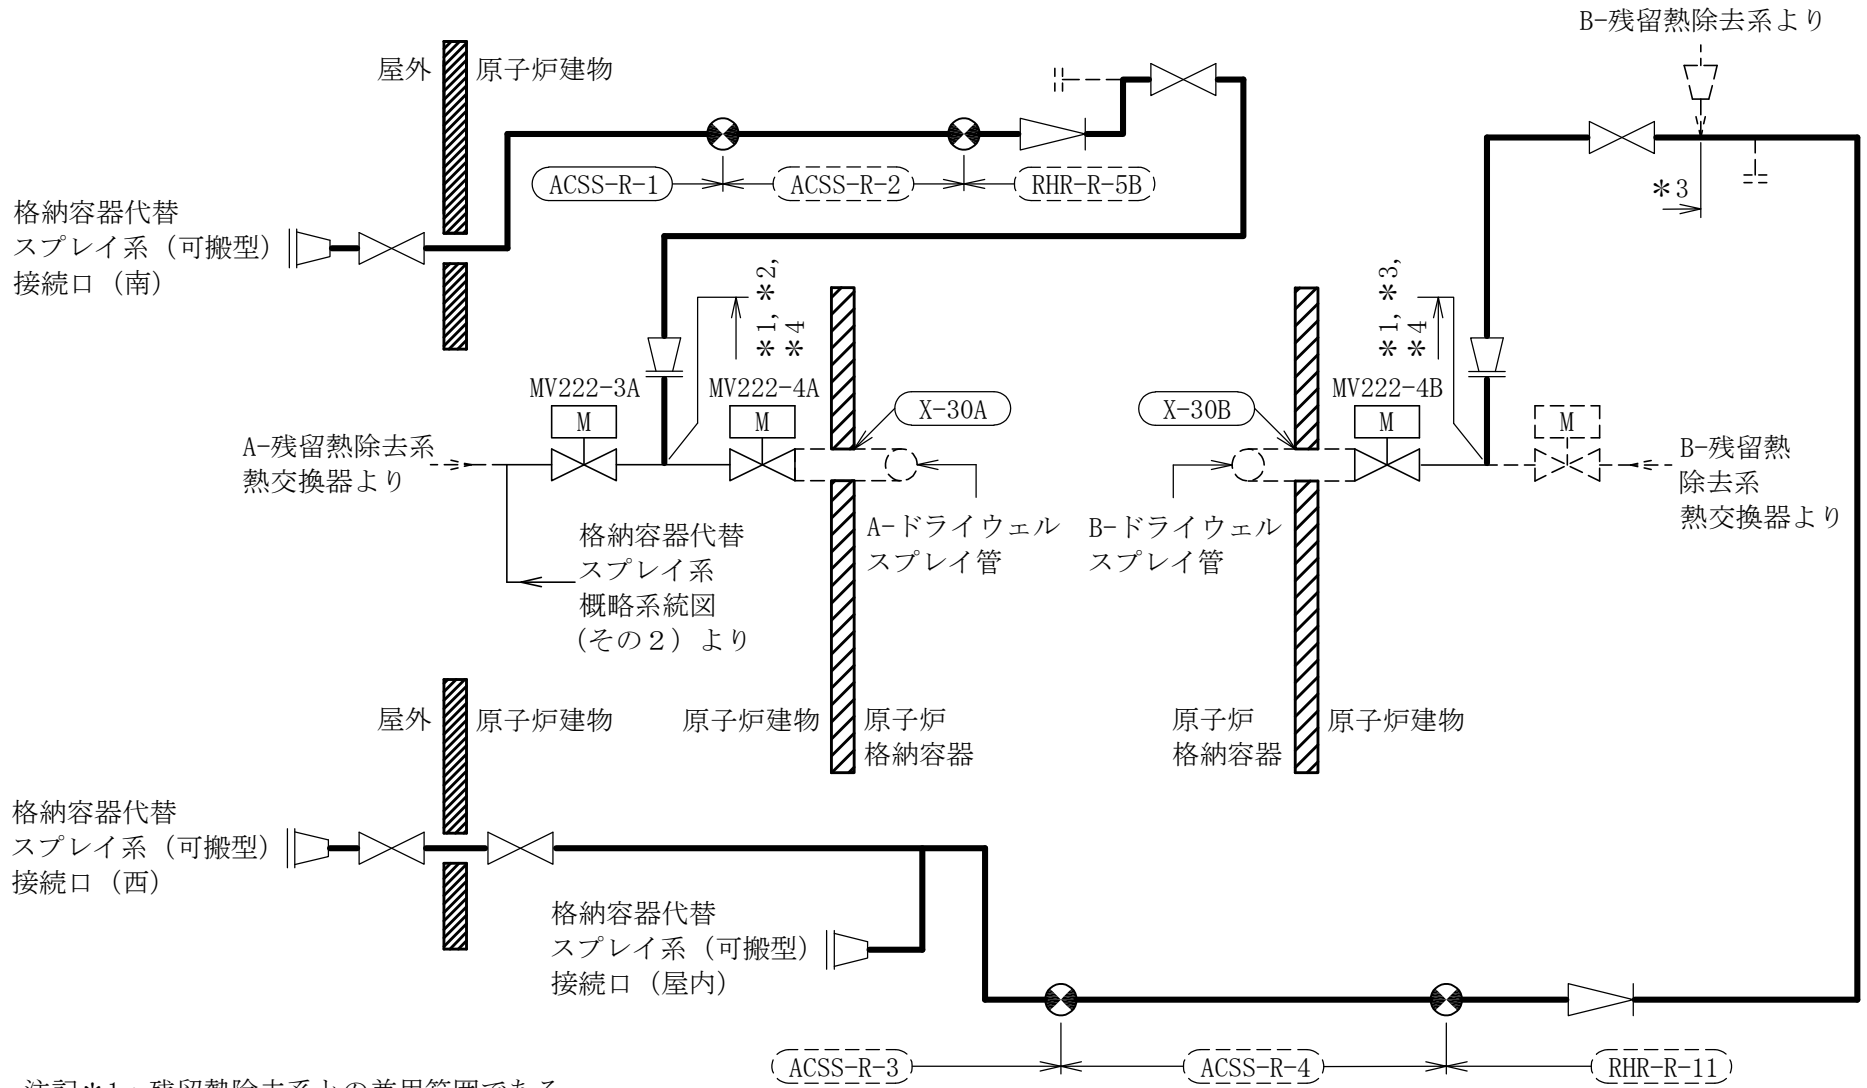 B-残留熱除去系より
屋外
原子炉建物
ACSS-R-1
ACSS-R-2
RHR-R-5B
*3
格納容器代替
スプレイ系（可搬型）
接続口（南）
*1, *2,
*4
*1, *3,
*4
MV222-3A
M
MV222-4A
M
X-30A
X-30B
MV222-4B
M
M
A-残留熱除去系
熱交換器より
B-残留熱
除去系
熱交換器より
格納容器代替
スプレイ系
概略系統図
(その２) より
A-ドライウェル
スプレイ管
B-ドライウェル
スプレイ管
屋外
原子炉建物
原子炉建物
原子炉
格納容器
原子炉
格納容器
原子炉建物
格納容器代替
スプレイ系（可搬型）
接続口（西）
格納容器代替
スプレイ系（可搬型）
接続口（屋内）
ACSS-R-3
ACSS-R-4
RHR-R-11